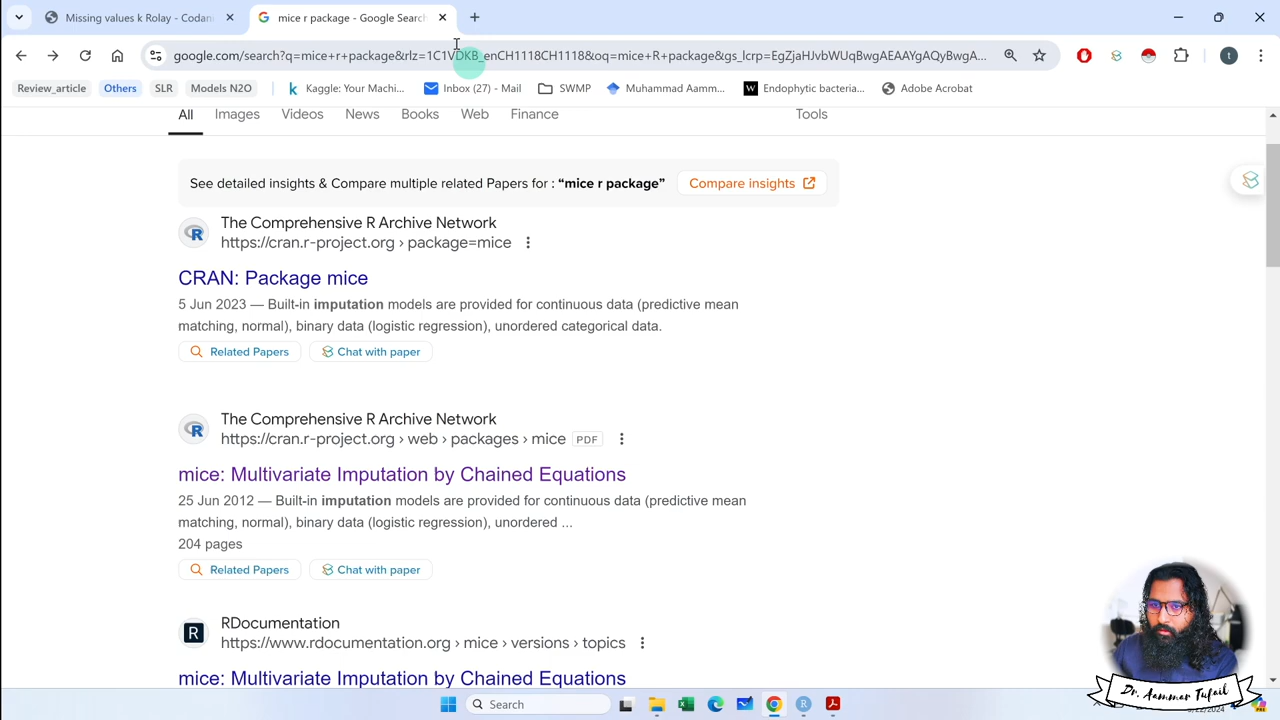 Missing values k Rolay - Codani
mice r package - Google Search
google.com/search?q=mice+r+package&rlz=1C1VDKB_enCH1118CH1118&oq=mice+R+package&gs_lcrp=EgZjaHJvbWUqBwgAEAAYgAQyBwgA...
Review_article
Others
SLR
Models N2O
Kaggle: Your Machi...
Inbox (27) - Mail
SWMP
Muhammad Aamm...
Endophytic bacteria...
Adobe Acrobat
All
Images
Videos
News
Books
Web
Finance
Tools
See detailed insights & Compare multiple related Papers for : “mice r package”
Compare insights
The Comprehensive R Archive Network
https://cran.r-project.org › package=mice
CRAN: Package mice
5 Jun 2023 — Built-in imputation models are provided for continuous data (predictive mean
matching, normal), binary data (logistic regression), unordered categorical data.
Related Papers
Chat with paper
The Comprehensive R Archive Network
https://cran.r-project.org › web › packages › mice PDF
mice: Multivariate Imputation by Chained Equations
25 Jun 2012 — Built-in imputation models are provided for continuous data (predictive mean
matching, normal), binary data (logistic regression), unordered ...
204 pages
Related Papers
Chat with paper
RDocumentation
https://www.rdocumentation.org › mice › versions › topics
mice: Multivariate Imputation by Chained Equations
Search
Dr. Aammar Tufail